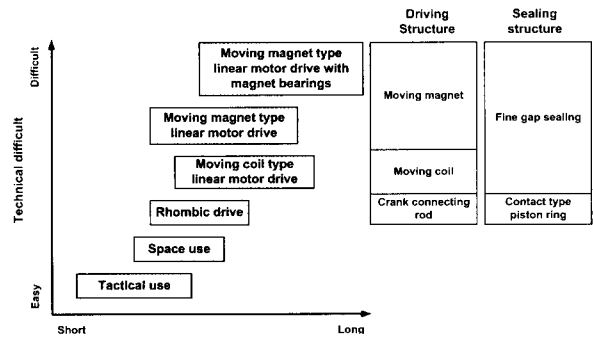 Driving
Structure
Sealing
structure
Difficult
Technical difficult
Easy
Moving magnet type
linear motor drive with
magnet bearings
Moving magnet type
linear motor drive
Moving coil type
linear motor drive
Rhombic drive
Space use
Tactical use
Moving magnet
Moving coil
Crank connecting
rod
Fine gap sealing
Contact type
piston ring
Short
Long